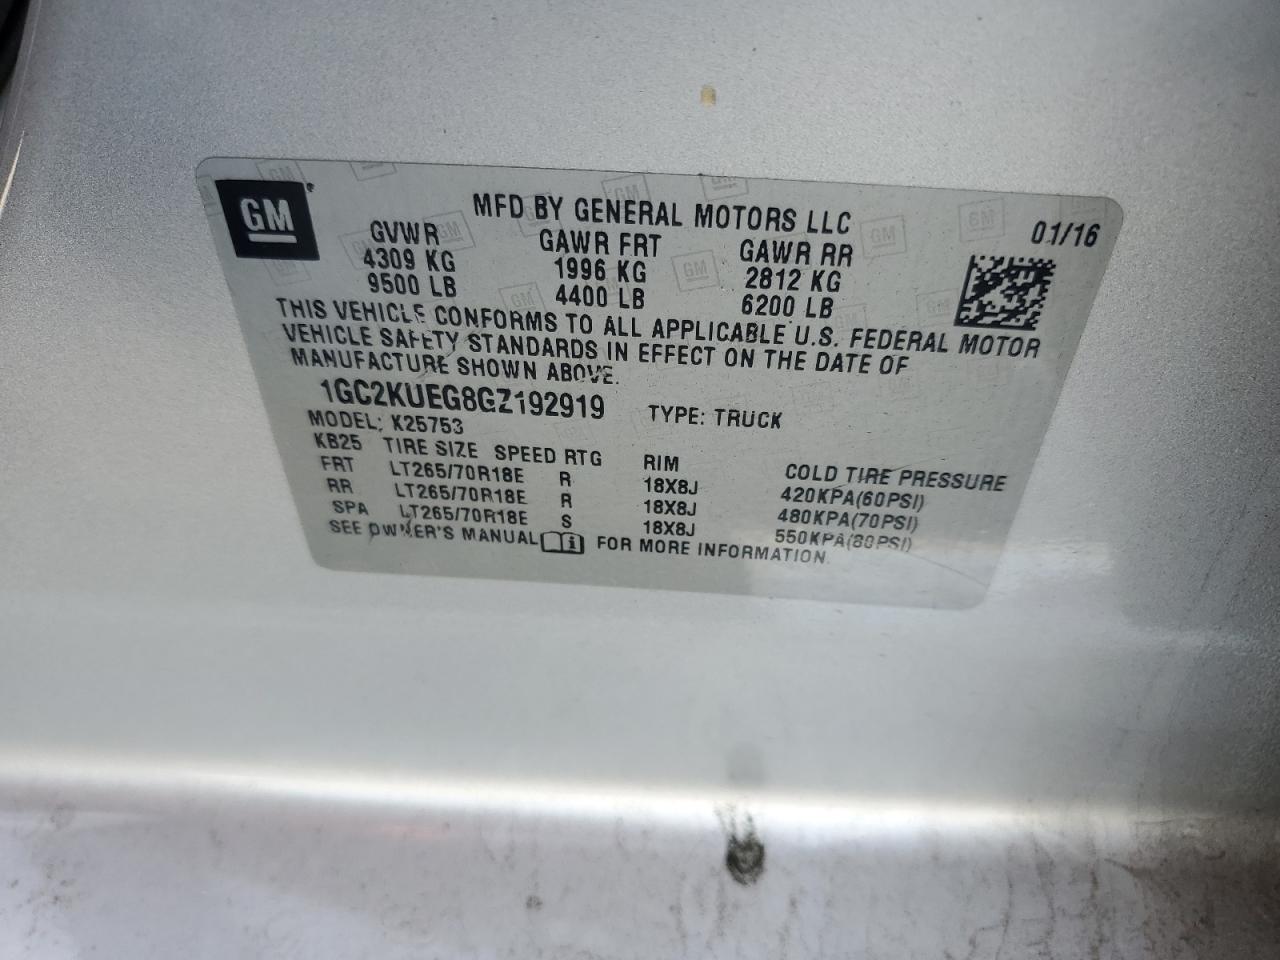 GM
MFD BY GENERAL MOTORS LLC 01/16
GVWR GAWR FRT GAWR RR
4309 KG 1996 KG 2812 KG
9500 LB 4400 LB 6200 LB
THIS VEHICLE CONFORMS TO ALL APPLICABLE U.S. FEDERAL MOTOR
VEHICLE SAFETY STANDARDS IN EFFECT ON THE DATE OF
MANUFACTURE SHOWN ABOVE.
1GC2KUEG8GZ192919 TYPE: TRUCK
MODEL: K25753
KB25 TIRE SIZE SPEED RTG RIM COLD TIRE PRESSURE
FRT LT265/70R18E R 18X8J 420KPA(60PSI)
RR LT265/70R18E R 18X8J 480KPA(70PSI)
SPA LT265/70R18E S 18X8J 550KPA(80PSI)
SEE OWNER'S MANUAL FOR MORE INFORMATION.